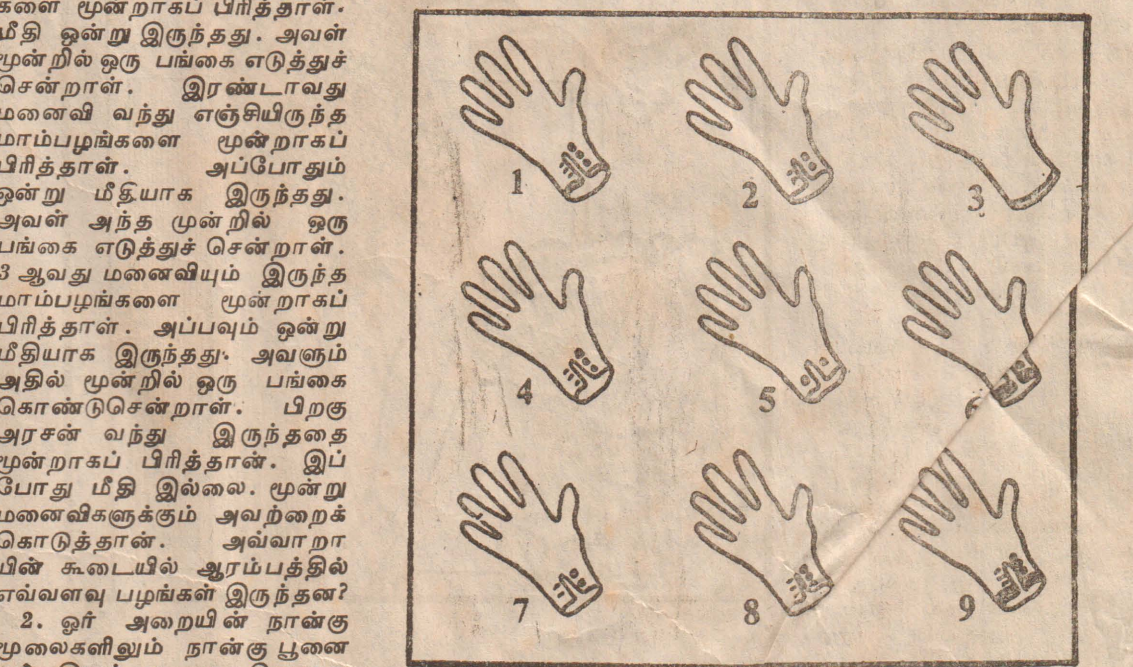 களை மூன்றாகப் பிரித்தாள்.
மீதி ஒன்று இருந்தது. அவள்
மூன்றில் ஒரு பங்கை எடுத்துச்
சென்றாள். இரண்டாவது
மனைவி வந்து எஞ்சியிருந்த
மாம்பழங்களை மூன்றாகப்
பிரித்தாள். அப்போதும்
ஒன்று மீதியாக இருந்தது.
அவள் அந்த முன்றில் ஒரு
பங்கை எடுத்துச் சென்றாள்.
3 ஆவது மனைவியும் இருந்த
மாம்பழங்களை மூன்றாகப்
பிரித்தாள். அப்பவும் ஒன்று
மீதியாக இருந்தது. அவளும்
அதில் மூன்றில் ஒரு பங்கை
கொண்டுசென்றாள். பிறகு
அரசன் வந்து இருந்ததை
மூன்றாகப் பிரித்தான். இப்
போது மீதி இல்லை. மூன்று
மனைவிகளுக்கும் அவற்றைக்
கொடுத்தான். அவ்வாறா
யின் கூடையில் ஆரம்பத்தில்
எவ்வளவு பழங்கள் இருந்தன?
2. ஓர் அறையின் நான்கு
மூலைகளிலும் நான்கு பூனை
1 2 3
4 5 6
7 8 9